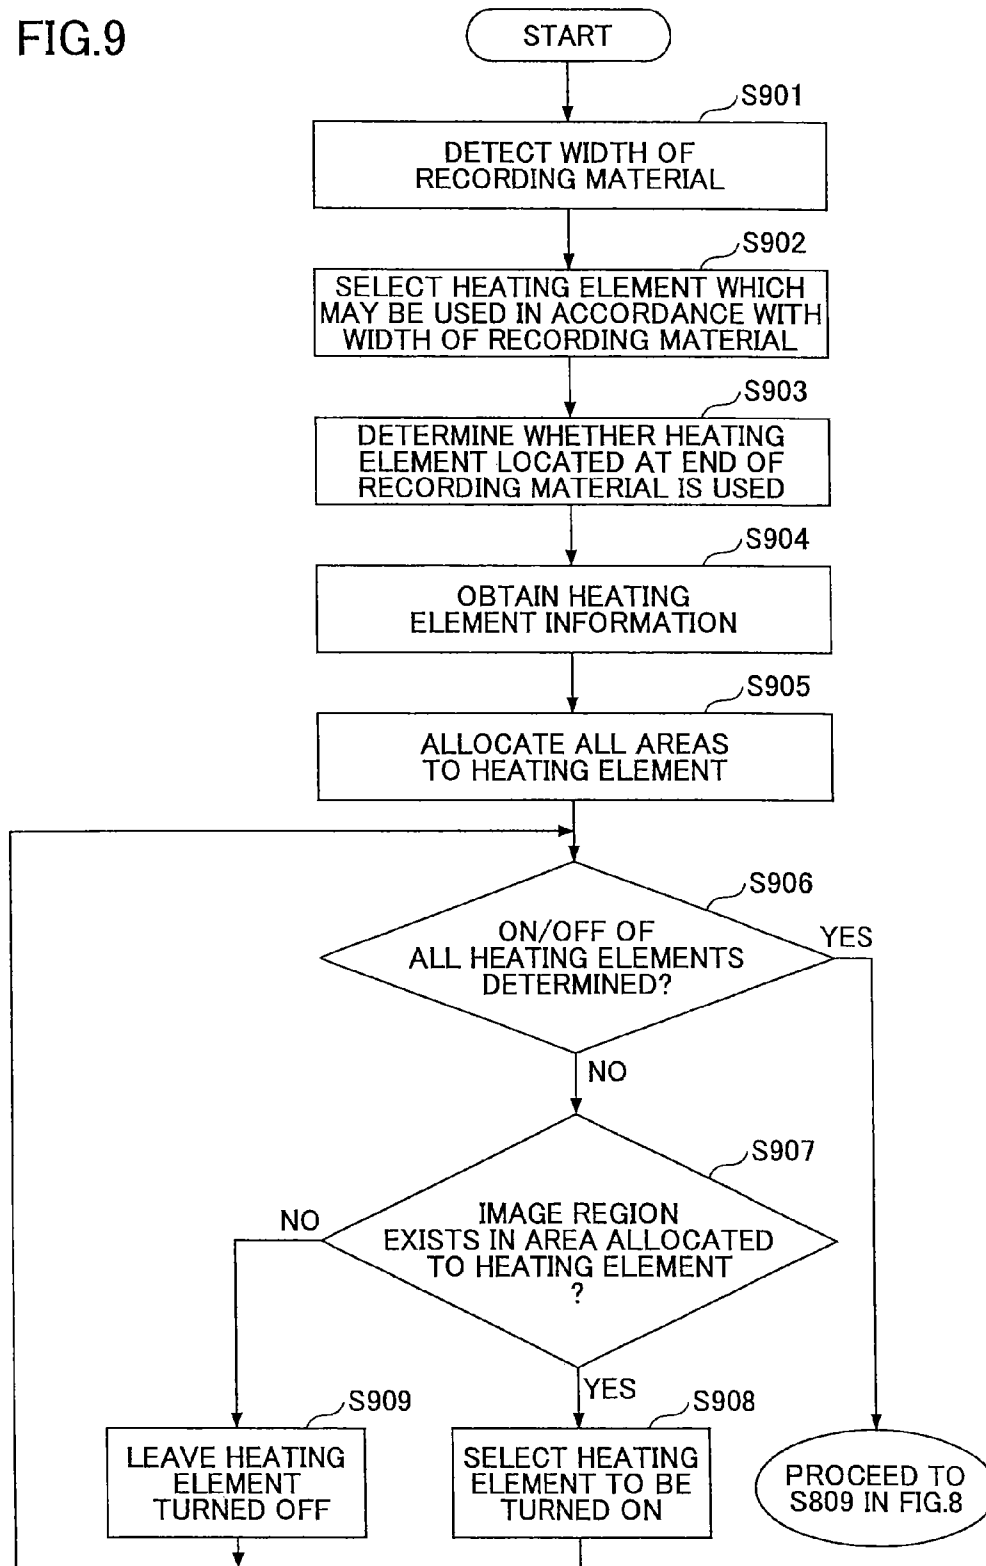 FIG.9
START
S901
DETECT WIDTH OF
RECORDING MATERIAL
S902
SELECT HEATING ELEMENT WHICH
MAY BE USED IN ACCORDANCE WITH
WIDTH OF RECORDING MATERIAL
S903
DETERMINE WHETHER HEATING
ELEMENT LOCATED AT END OF
RECORDING MATERIAL IS USED
S904
OBTAIN HEATING
ELEMENT INFORMATION
S905
ALLOCATE ALL AREAS
TO HEATING ELEMENT
S906
ON/OFF OF
ALL HEATING ELEMENTS
DETERMINED?
YES
NO
S907
IMAGE REGION
EXISTS IN AREA ALLOCATED
TO HEATING ELEMENT
?
NO
YES
S909
LEAVE HEATING
ELEMENT
TURNED OFF
S908
SELECT HEATING
ELEMENT TO BE
TURNED ON
PROCEED TO
S809 IN FIG.8